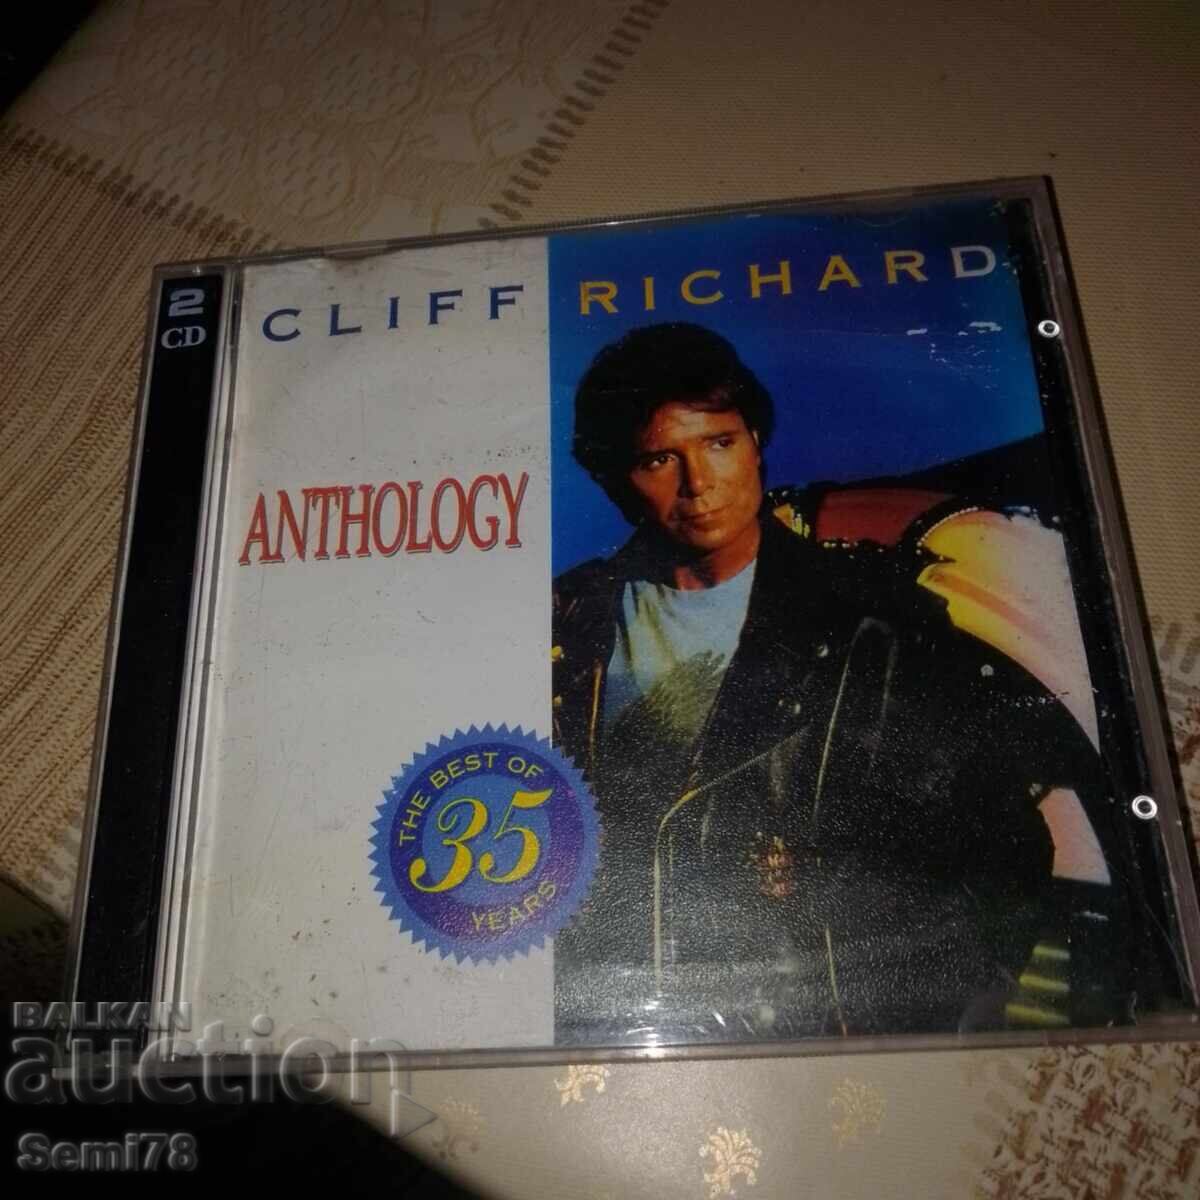 2
CD
CLIFF RICHARD
ANTHOLOGY
THE BEST OF
35
YEARS
BALKAN
auction
Semi78